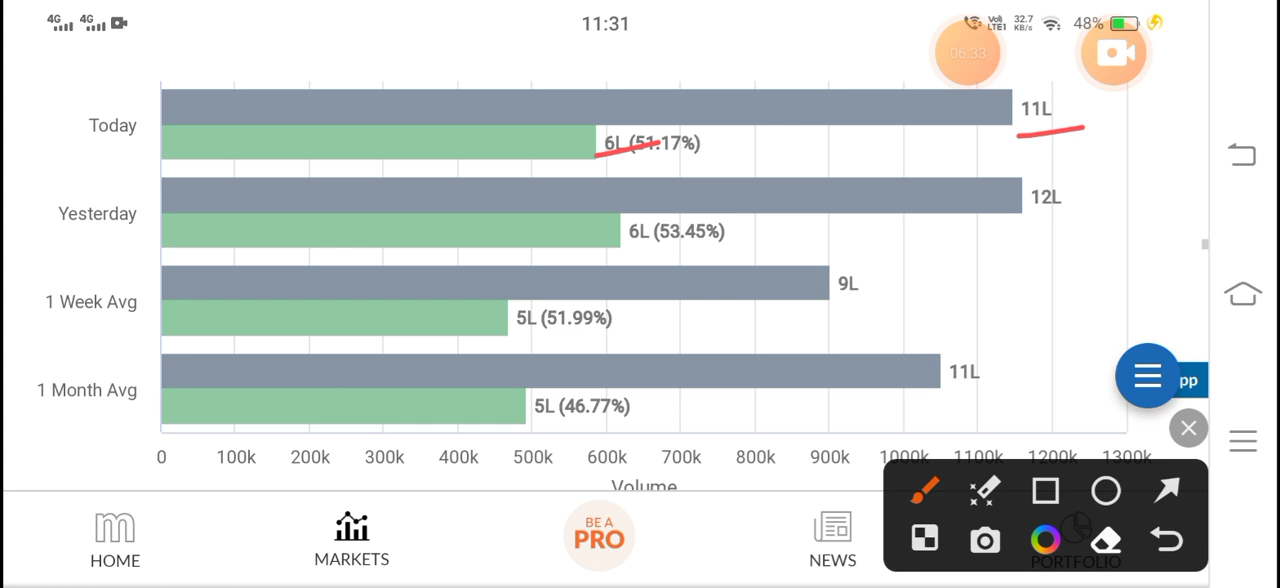 4G 4G 11:31 Vo)) LTE1 32.7 KB/s 48%
06:33
Today 11L
6L (51.17%)
Yesterday 12L
6L (53.45%)
1 Week Avg 9L
5L (51.99%)
1 Month Avg 11L
5L (46.77%)
pp
0 100k 200k 300k 400k 500k 600k 700k 800k 900k 1000k 1100k 1200k 1300k
Volume
HOME MARKETS BE A PRO NEWS PORTFOLIO